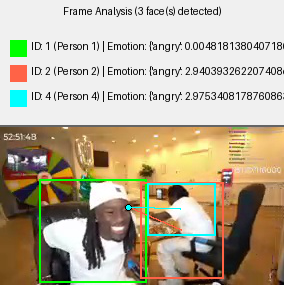 Frame Analysis (3 face(s) detected)
ID: 1 (Person 1) | Emotion: {'angry': 0.0048181380407186
ID: 2 (Person 2) | Emotion: {'angry': 2.940393262207408
ID: 4 (Person 4) | Emotion: {'angry': 2.975340817876086
52:51:48